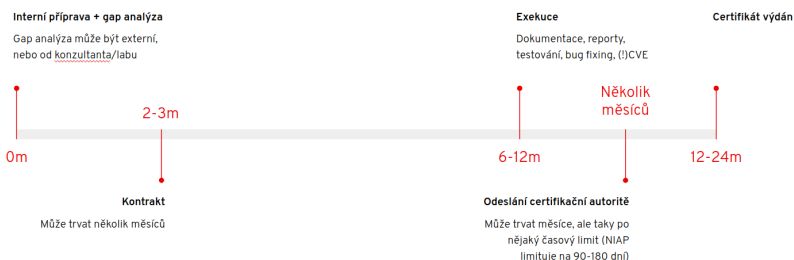 Interní příprava + gap analýza
Gap analýza může být externí,
nebo od konzultanta/labu
Exekuce
Dokumentace, reporty,
testování, bug fixing, (!)CVE
Certifikát výdán
2-3m
Několik
měsíců
0m
6-12m
12-24m
Kontrakt
Může trvat několik měsíců
Odeslání certifikační autoritě
Může trvat měsíce, ale taky po
nějaký časový limit (NIAP
limituje na 90-180 dní)